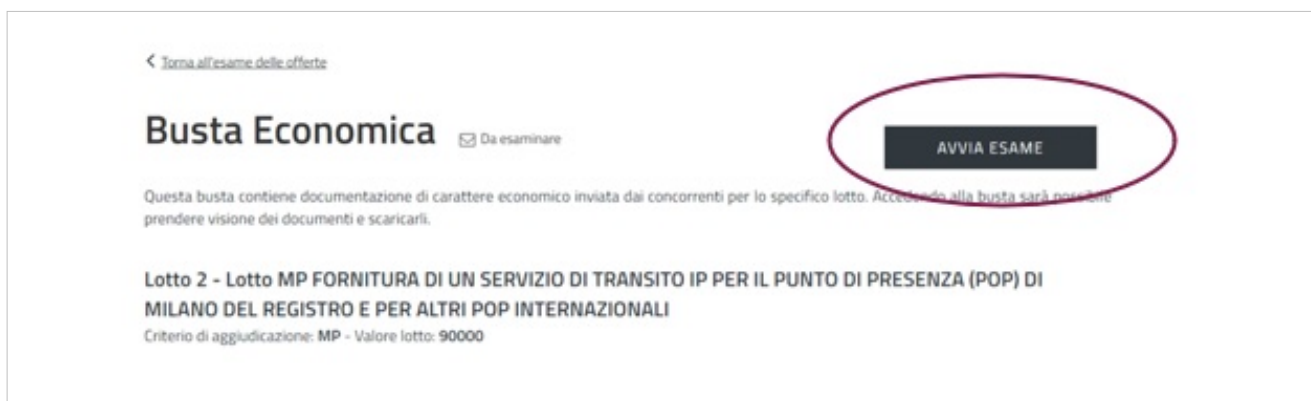 Torna all'esame delle offerte
Busta Economica Da esaminare
AVVIA ESAME
Questa busta contiene documentazione di carattere economico inviata dai concorrenti per lo specifico lotto. Accedendo alla busta sarà possibile
prendere visione dei documenti e scaricarli.
Lotto 2 - Lotto MP FORNITURA DI UN SERVIZIO DI TRANSITO IP PER IL PUNTO DI PRESENZA (POP) DI
MILANO DEL REGISTRO E PER ALTRI POP INTERNAZIONALI
Criterio di aggiudicazione: MP - Valore lotto: 90000